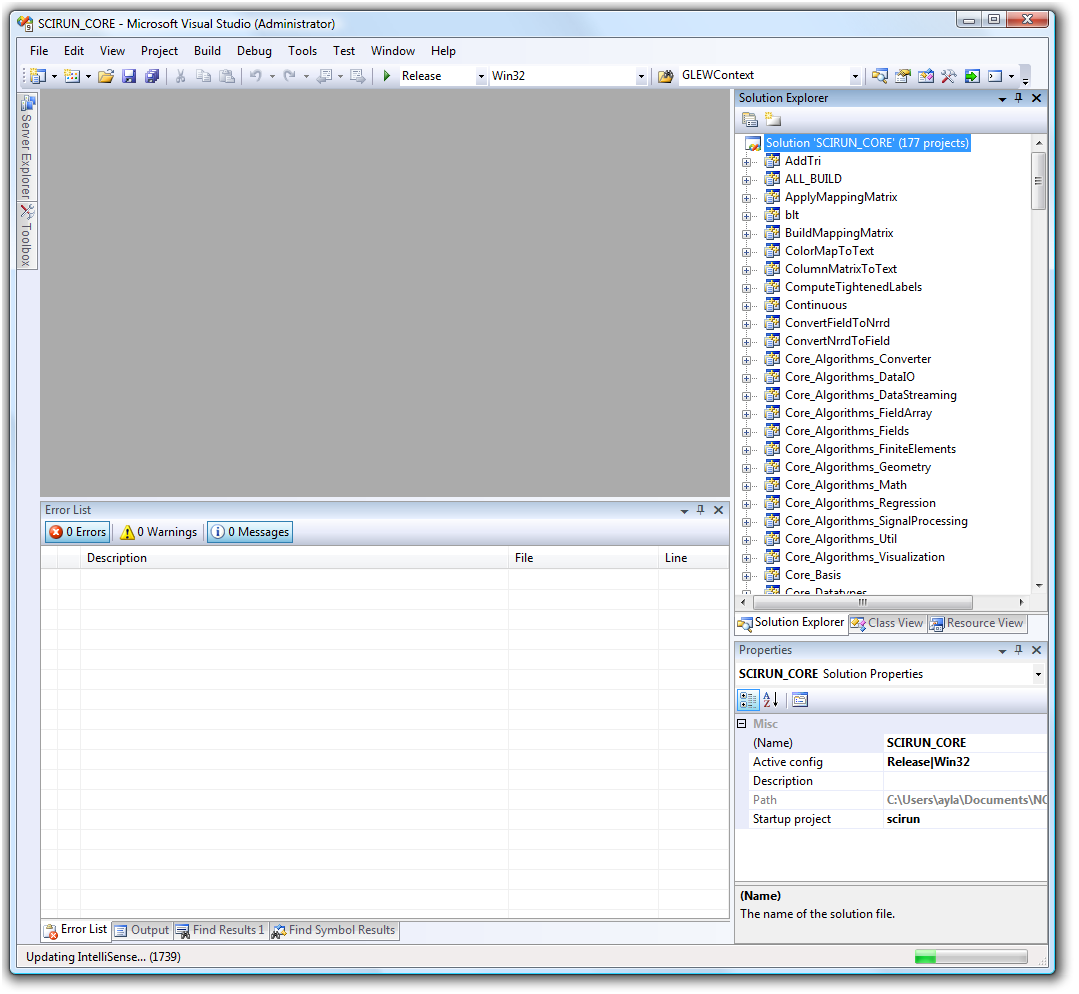 SCIRUN_CORE - Microsoft Visual Studio (Administrator)
File Edit View Project Build Debug Tools Test Window Help
Release Win32 GLEWContext
Server Explorer
Toolbox
Solution Explorer
Solution 'SCIRUN_CORE' (177 projects)
AddTri
ALL_BUILD
ApplyMappingMatrix
blt
BuildMappingMatrix
ColorMapToText
ColumnMatrixToText
ComputeTightenedLabels
Continuous
ConvertFieldToNrrd
ConvertNrrdToField
Core_Algorithms_Converter
Core_Algorithms_DataIO
Core_Algorithms_DataStreaming
Core_Algorithms_FieldArray
Core_Algorithms_Fields
Core_Algorithms_FiniteElements
Core_Algorithms_Geometry
Core_Algorithms_Math
Core_Algorithms_Regression
Core_Algorithms_SignalProcessing
Core_Algorithms_Util
Core_Algorithms_Visualization
Core_Basis
Core_Datatypes
Solution Explorer Class View Resource View
Error List
0 Errors 0 Warnings 0 Messages
Description File Line
Error List Output Find Results 1 Find Symbol Results
Properties
SCIRUN_CORE Solution Properties
Misc
(Name) SCIRUN_CORE
Active config Release|Win32
Description
Path C:\Users\ayla\Documents\NC
Startup project scirun
(Name)
The name of the solution file.
Updating IntelliSense... (1739)